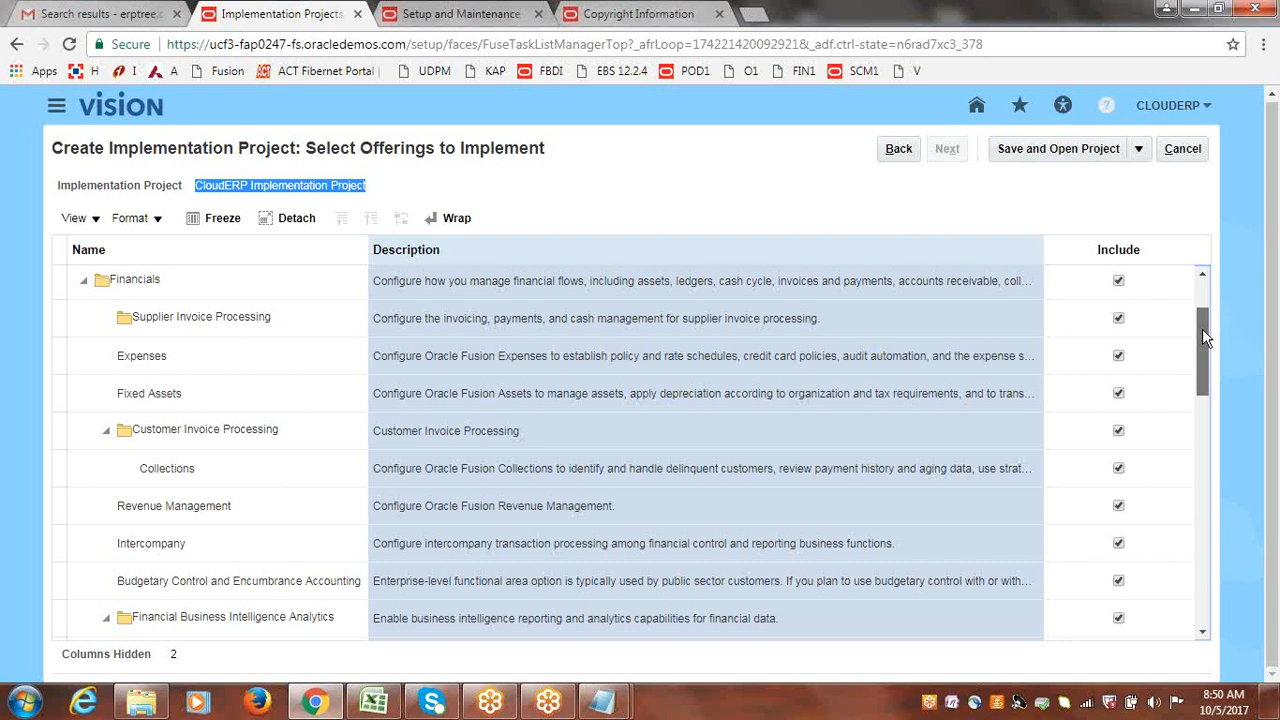 Search results - erptree.c
Implementation Projects
Setup and Maintenance
Copyright Information
Secure
https://ucf3-fap0247-fs.oracledemos.com/setup/faces/FuseTaskListManagerTop?_afrLoop=1742214200929218&_adf.ctrl-state=n6rad7xc3_378
Apps
H
I
A
Fusion
ACT Fibernet Portal
UDPM
KAP
FBDI
EBS 12.2.4
POD1
O1
FIN1
SCM1
V
VISION
CLOUDERP
Create Implementation Project: Select Offerings to Implement
Back
Next
Save and Open Project
Cancel
Implementation Project CloudERP Implementation Project
View
Format
Freeze
Detach
Wrap
Name
Description
Include
Financials
Configure how you manage financial flows, including assets, ledgers, cash cycle, invoices and payments, accounts receivable, coll...
Supplier Invoice Processing
Configure the invoicing, payments, and cash management for supplier invoice processing.
Expenses
Configure Oracle Fusion Expenses to establish policy and rate schedules, credit card policies, audit automation, and the expense s...
Fixed Assets
Configure Oracle Fusion Assets to manage assets, apply depreciation according to organization and tax requirements, and to trans...
Customer Invoice Processing
Customer Invoice Processing
Collections
Configure Oracle Fusion Collections to identify and handle delinquent customers, review payment history and aging data, use strat...
Revenue Management
Configure Oracle Fusion Revenue Management.
Intercompany
Configure intercompany transaction processing among financial control and reporting business functions.
Budgetary Control and Encumbrance Accounting
Enterprise-level functional area option is typically used by public sector customers. If you plan to use budgetary control with or with...
Financial Business Intelligence Analytics
Enable business intelligence reporting and analytics capabilities for financial data.
Columns Hidden 2
8:50 AM
10/5/2017